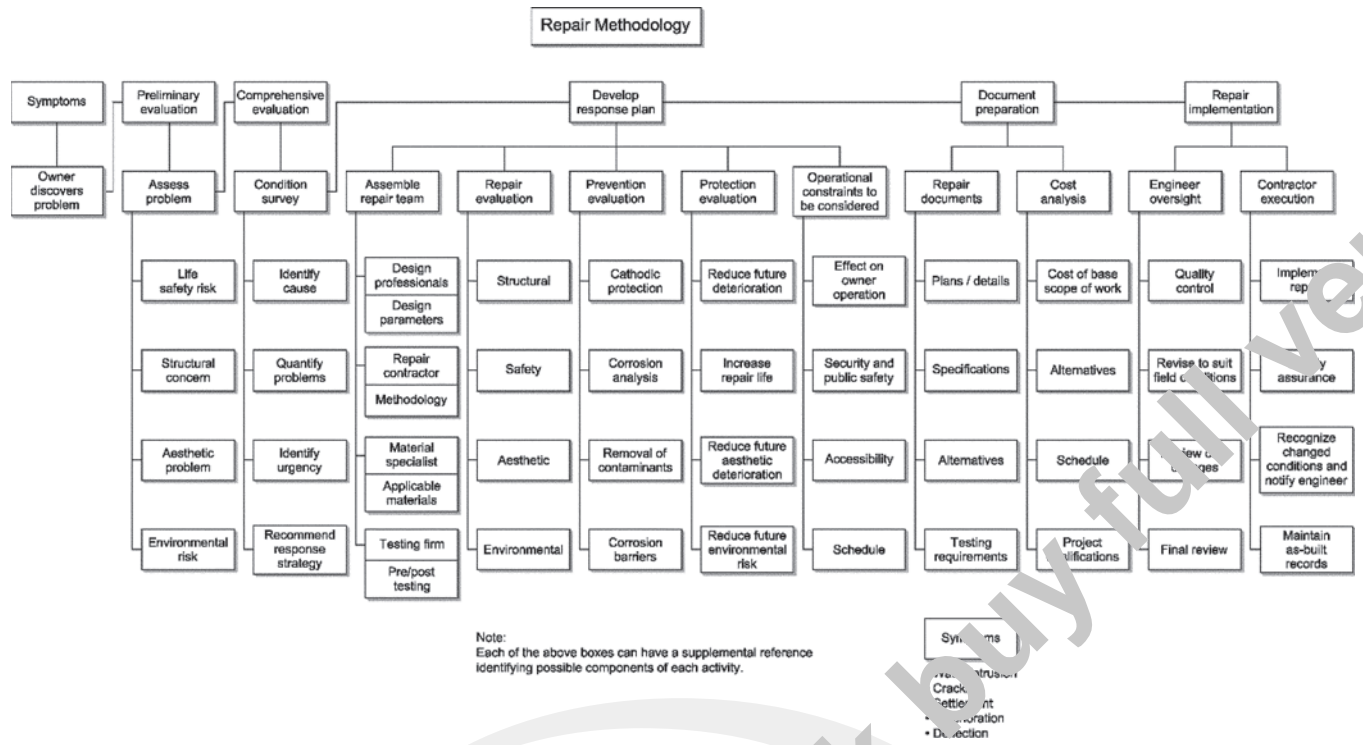 Repair Methodology
Symptoms
Preliminary
evaluation
Comprehensive
evaluation
Develop
response plan
Document
preparation
Repair
implementation
Owner
discovers
problem
Assess
problem
Condition
survey
Assemble
repair team
Repair
evaluation
Prevention
evaluation
Protection
evaluation
Operational
constraints to
be considered
Repair
documents
Cost
analysis
Engineer
oversight
Contractor
execution
Life
safety risk
Identify
cause
Design
professionals
Design
parameters
Structural
Cathodic
protection
Reduce future
deterioration
Effect on
owner
operation
Plans / details
Cost of base
scope of work
Quality
control
Structural
concern
Quantify
problems
Repair
contractor
Methodology
Safety
Corrosion
analysis
Increase
repair life
Security and
public safety
Specifications
Alternatives
Revise to suit
field
assurance
Aesthetic
problem
Identify
urgency
Material
specialist
Applicable
materials
Aesthetic
Removal of
contaminants
Reduce future
aesthetic
deterioration
Accessibility
Alternatives
Schedule
Recognize
changed
conditions and
notify engineer
Environmental
risk
Recommend
response
strategy
Testing firm
Pre/post
testing
Environmental
Corrosion
barriers
Reduce future
environmental
risk
Schedule
Testing
requirements
Project
Final review
Maintain
as-built
records
Note:
Each of the above boxes can have a supplemental reference
identifying possible components of each activity.
buy full